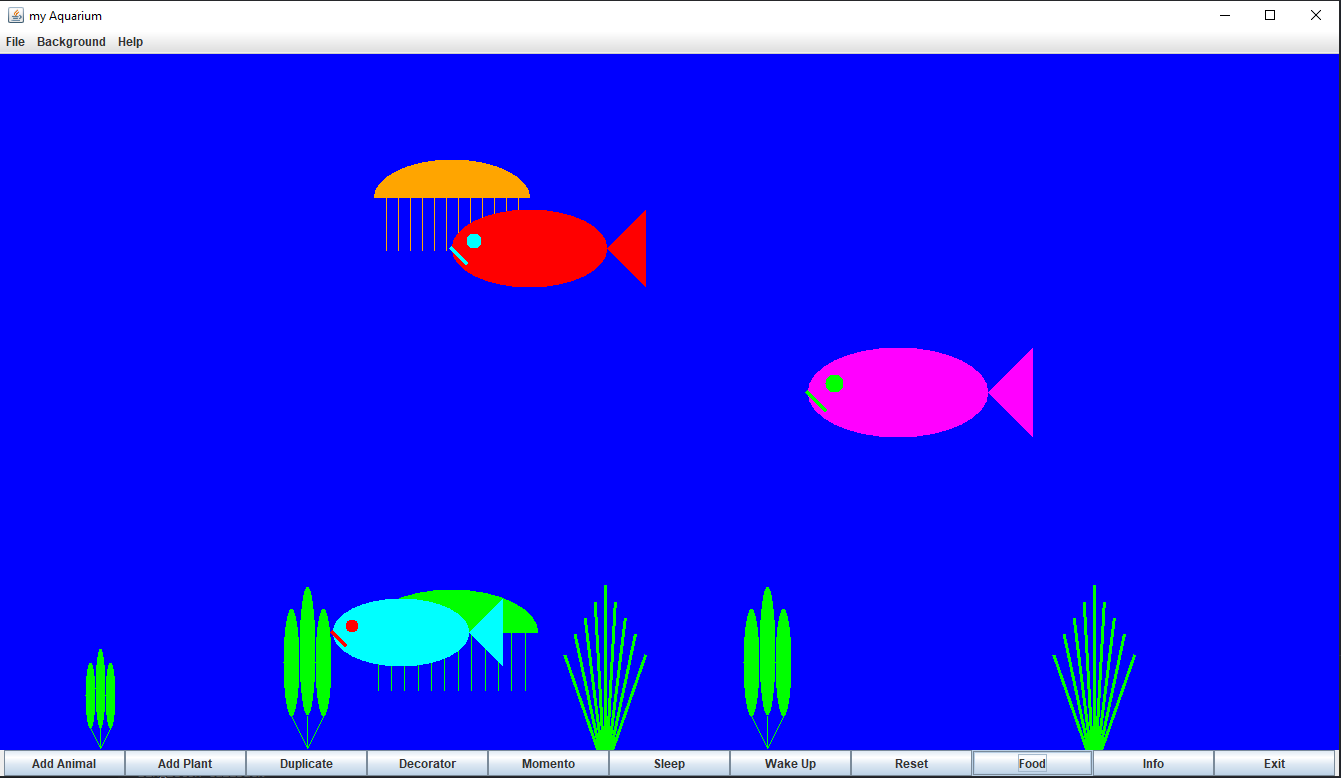 my Aquarium
File Background Help
Add Animal Add Plant Duplicate Decorator Momento Sleep Wake Up Reset Food Info Exit